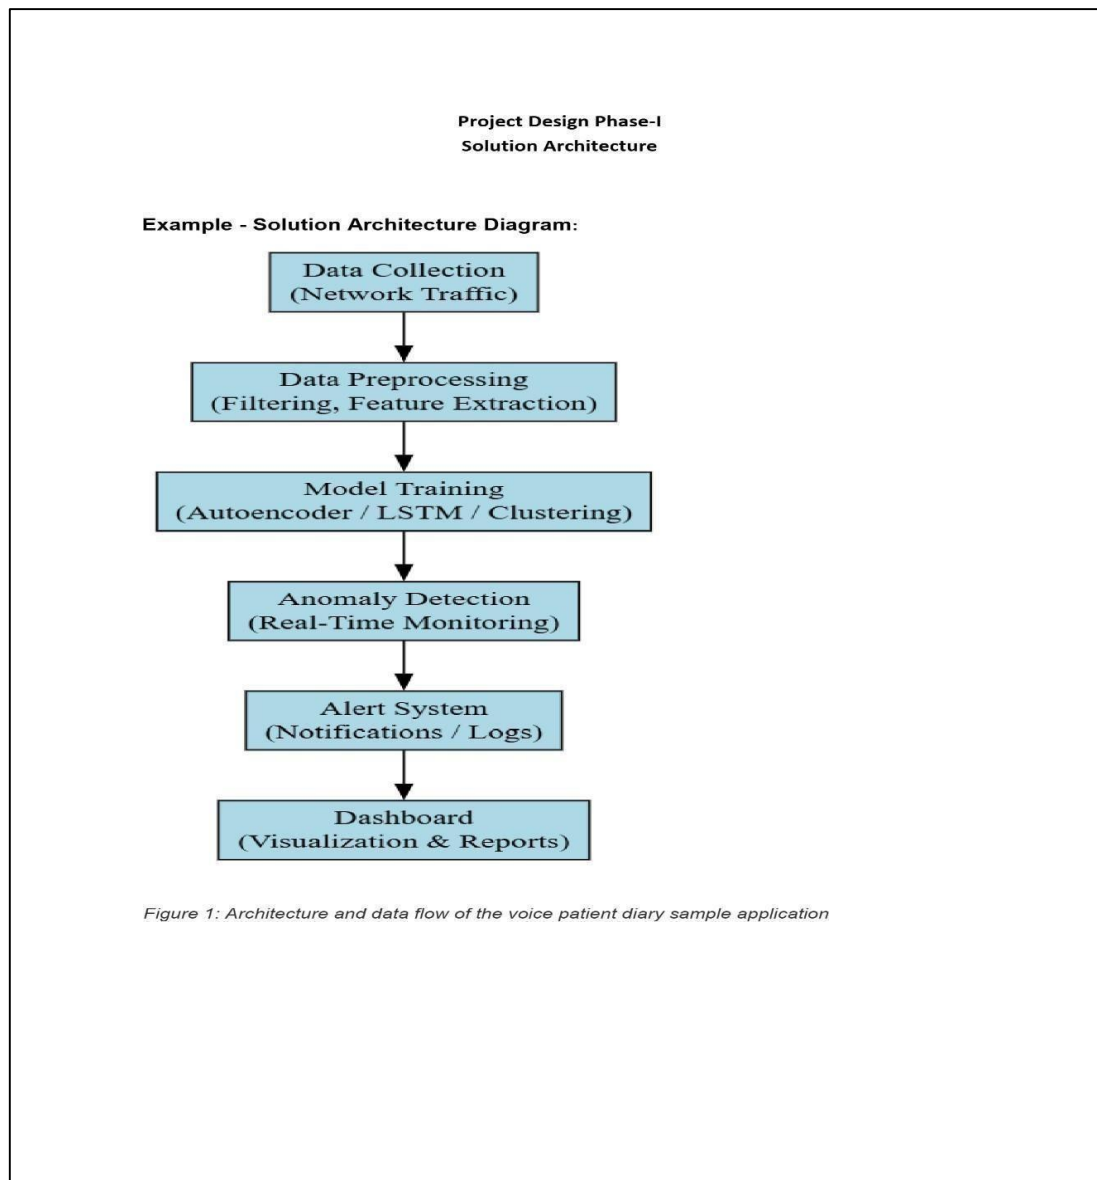 Project Design Phase-I
Solution Architecture
Example - Solution Architecture Diagram:
Data Collection
(Network Traffic)
Data Preprocessing
(Filtering, Feature Extraction)
Model Training
(Autoencoder / LSTM / Clustering)
Anomaly Detection
(Real-Time Monitoring)
Alert System
(Notifications / Logs)
Dashboard
(Visualization & Reports)
Figure 1: Architecture and data flow of the voice patient diary sample application